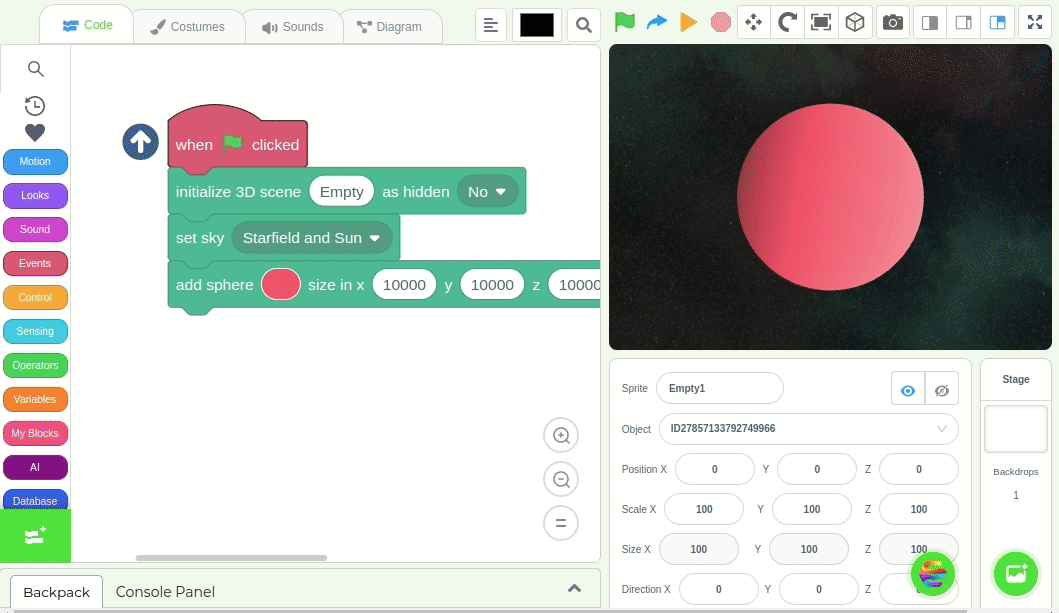 Code Costumes Sounds Diagram
when clicked
initialize 3D scene Empty as hidden No
set sky Starfield and Sun
add sphere size in x 10000 y 10000 z 10000
Motion
Looks
Sound
Events
Control
Sensing
Operators
Variables
My Blocks
AI
Database
Backpack Console Panel
Sprite Empty1
Object ID27857133792749966
Position X 0 Y 0 Z 0
Scale X 100 Y 100 Z 100
Size X 100 Y 100 Z 100
Direction X 0 Y 0 Z
Stage
Backdrops
1